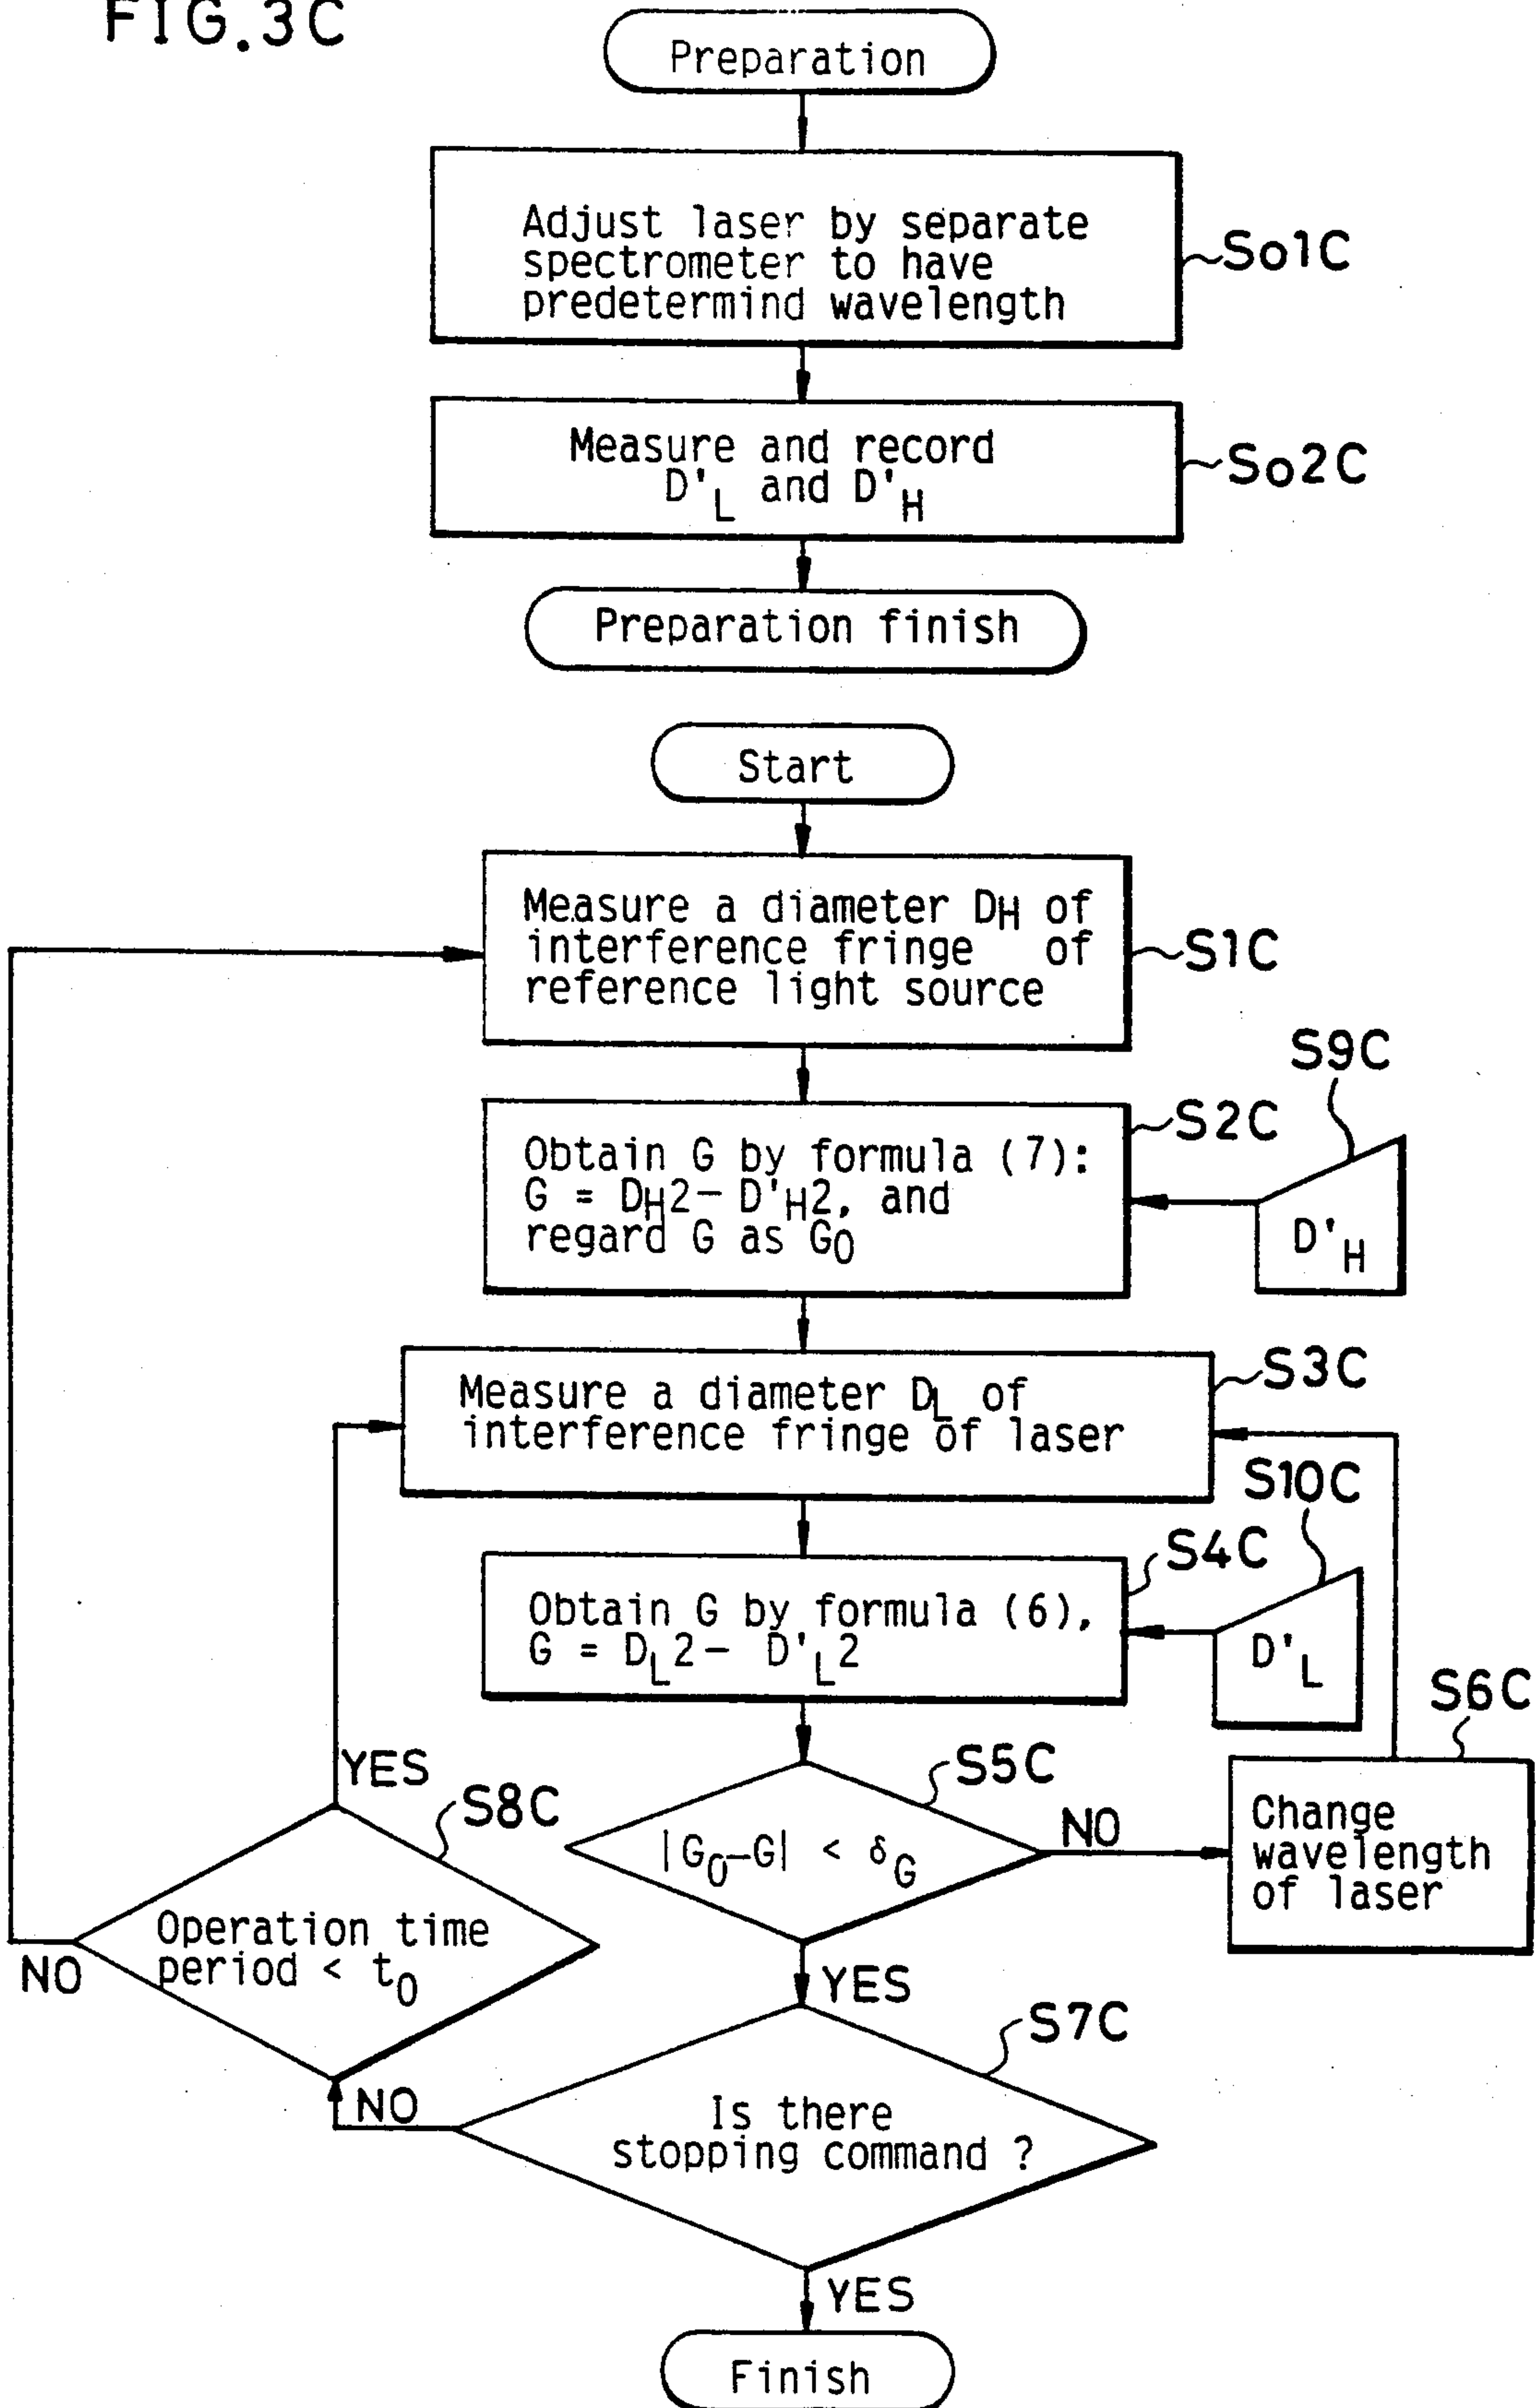 FIG.3C
Preparation
Adjust laser by separate
spectrometer to have
predetermind wavelength
So1C
Measure and record
D'L and D'H
So2C
Preparation finish
Start
Measure a diameter DH of
interference fringe of
reference light source
S1C
S9C
S2C
Obtain G by formula (7):
G = DH2- D'H2, and
regard G as G0
D'H
S3C
Measure a diameter DL of
interference fringe of laser
S10C
S4C
Obtain G by formula (6),
G = DL2- D'L2
D'L
S6C
YES
S5C
S8C
|G0-G| < δG
NO
Change
wavelength
of laser
Operation time
period < t0
NO
YES
S7C
NO
Is there
stopping command ?
YES
Finish